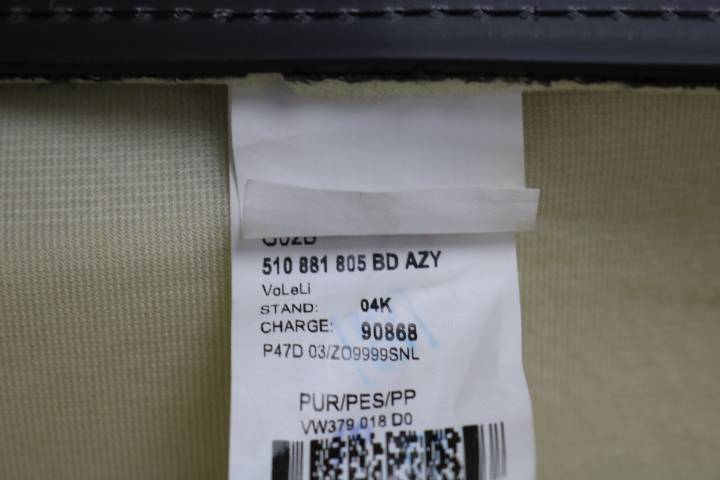 510 881 805 BD AZY
VoLeLi
STAND: 04K
CHARGE: 90868
P47D 03/ZO9999SNL
PUR/PES/PP
VW379 018 D0